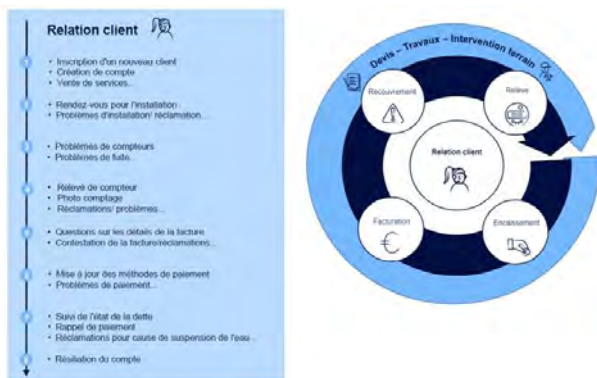 Relation client
• Inscription d'un nouveau client
• Création de compte
• Vente de services...
• Rendez-vous pour l'installation
• Problèmes d'installation/ réclamation...
• Problèmes de compteurs
• Problèmes de fuite...
• Relevé de compteur
• Photo comptage
• Réclamations/ problèmes...
• Questions sur les détails de la facture
• Contestation de la facture/réclamations...
• Mise à jour des méthodes de paiement
• Problèmes de paiement...
• Suivi de l'état de la dette
• Rappel de paiement
• Réclamations pour cause de suspension de l'eau...
• Résiliation du compte
Devis – Travaux – Intervention terrain
Recouvrement
Relève
Relation client
Facturation
Encaissement